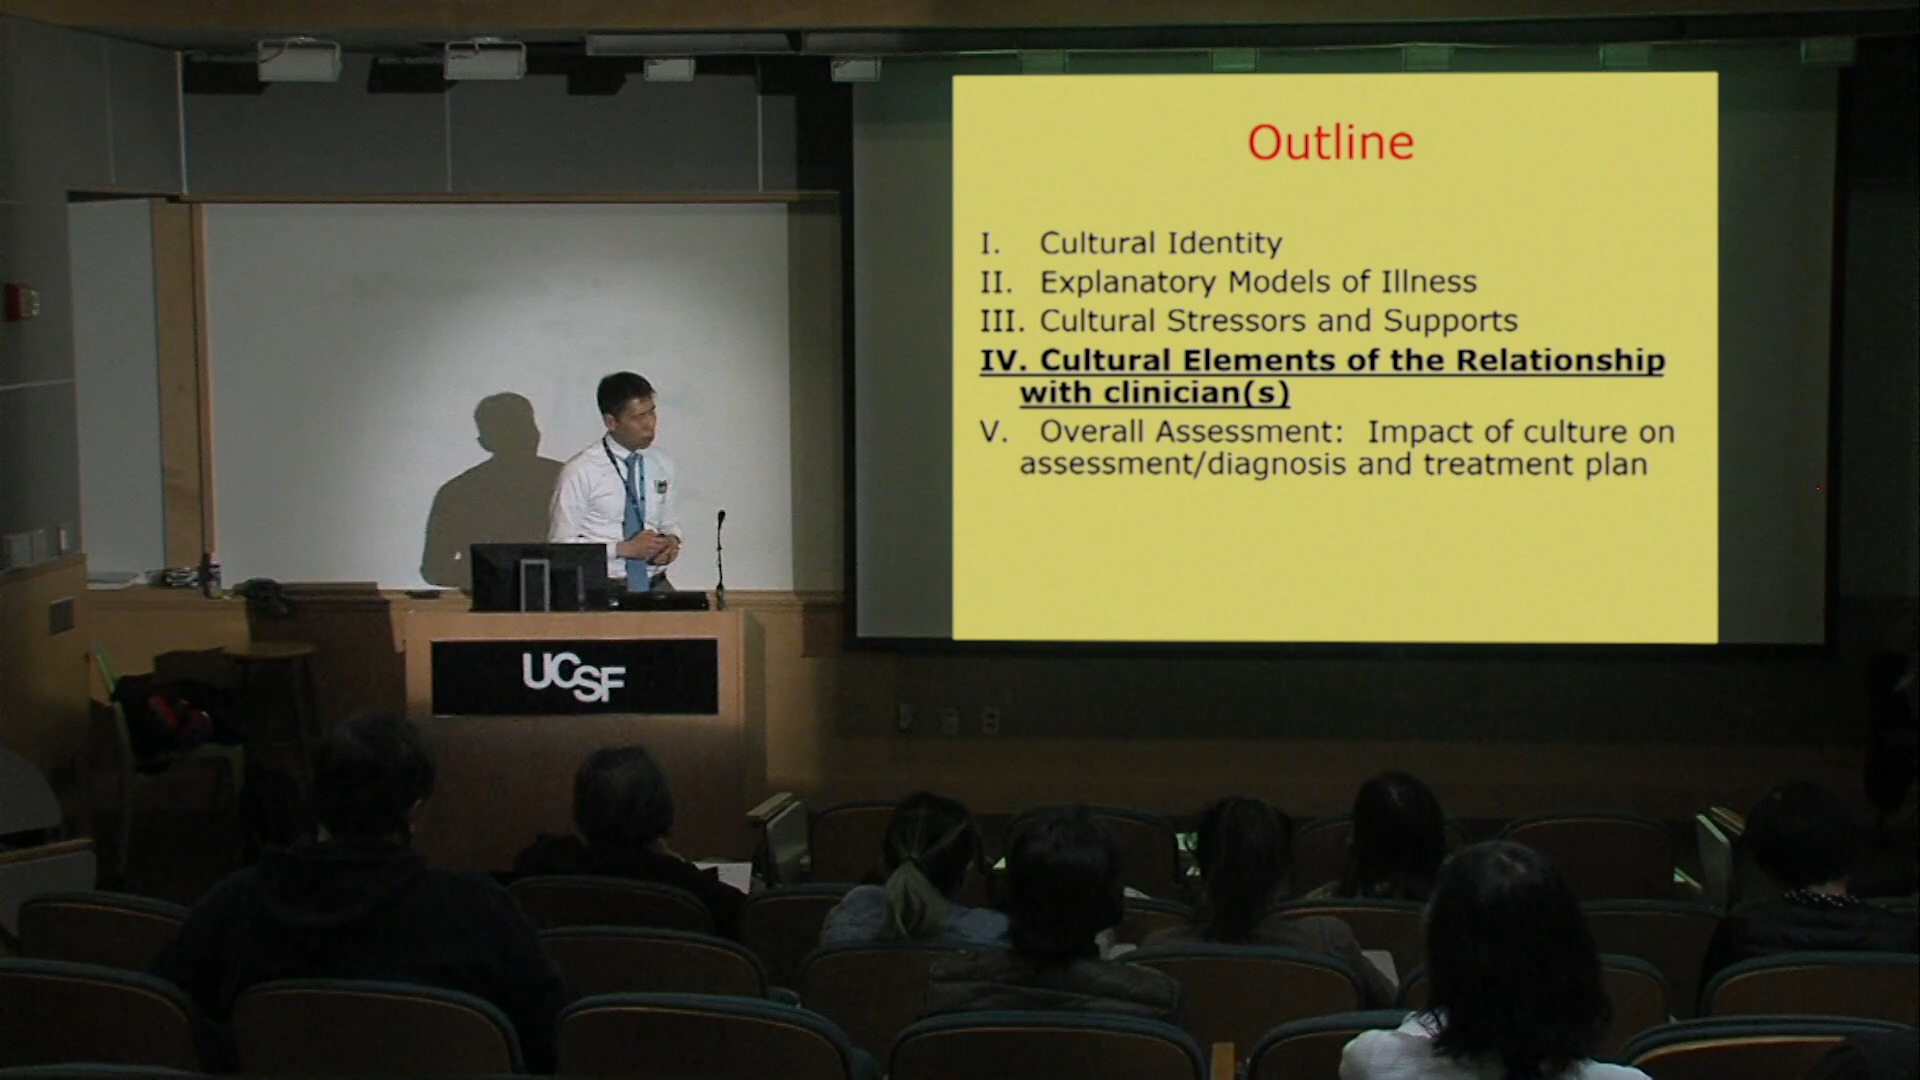 Outline
I. Cultural Identity
II. Explanatory Models of Illness
III. Cultural Stressors and Supports
IV. Cultural Elements of the Relationship
with clinician(s)
V. Overall Assessment: Impact of culture on
assessment/diagnosis and treatment plan
UCSF